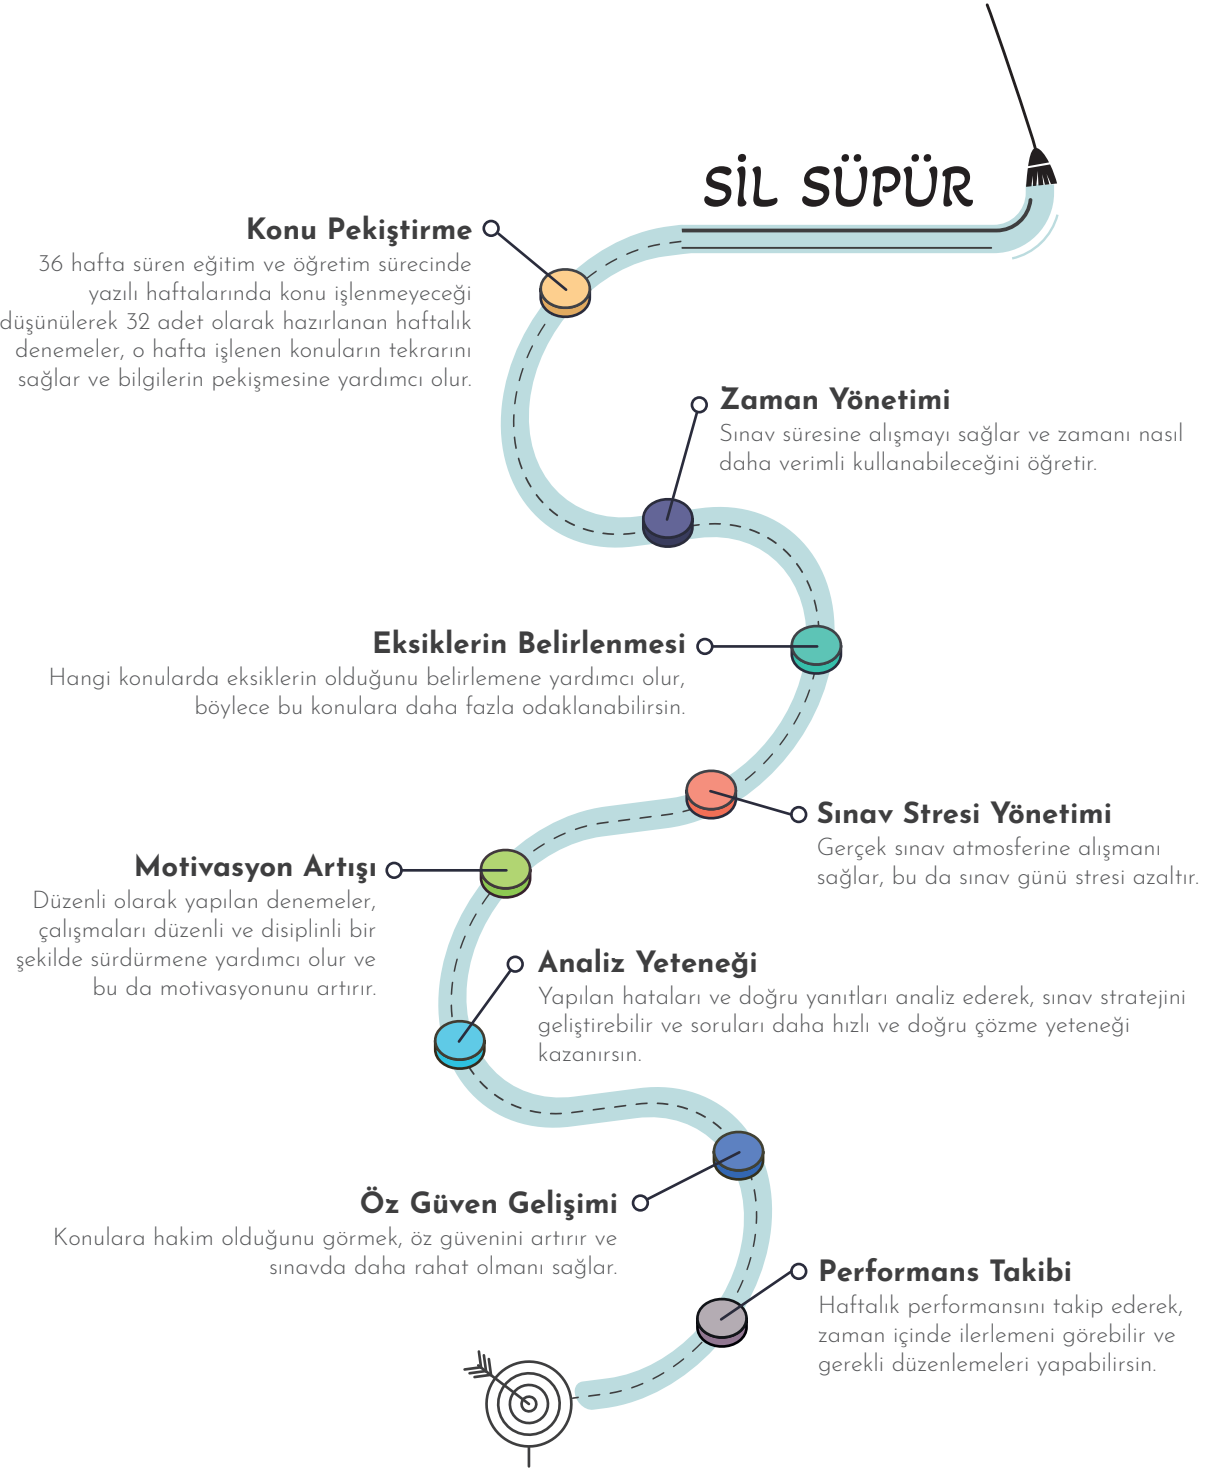 SİL SÜPÜR
Konu Pekiştirme
36 hafta süren eğitim ve öğretim sürecinde
yazılı haftalarında konu işlenmeyeceği
düşünülerek 32 adet olarak hazırlanan haftalık
denemeler, o hafta işlenen konuların tekrarını
sağlar ve bilgilerin pekişmesine yardımcı olur.
Zaman Yönetimi
Sınav süresine alışmayı sağlar ve zamanı nasıl
daha verimli kullanabileceğini öğretir.
Eksiklerin Belirlenmesi
Hangi konularda eksiklerin olduğunu belirlemene yardımcı olur,
böylece bu konulara daha fazla odaklanabilirsin.
Sınav Stresi Yönetimi
Gerçek sınav atmosferine alışmanı
sağlar, bu da sınav günü stresi azaltır.
Motivasyon Artışı
Düzenli olarak yapılan denemeler,
çalışmaları düzenli ve disiplinli bir
şekilde sürdürmene yardımcı olur ve
bu da motivasyonunu artırır.
Analiz Yeteneği
Yapılan hataları ve doğru yanıtları analiz ederek, sınav stratejini
geliştirebilir ve soruları daha hızlı ve doğru çözme yeteneği
kazanırsın.
Öz Güven Gelişimi
Konulara hakim olduğunu görmek, öz güvenini artırır ve
sınavda daha rahat olmanı sağlar.
Performans Takibi
Haftalık performansını takip ederek,
zaman içinde ilerlemeni görebilir ve
gerekli düzenlemeleri yapabilirsin.